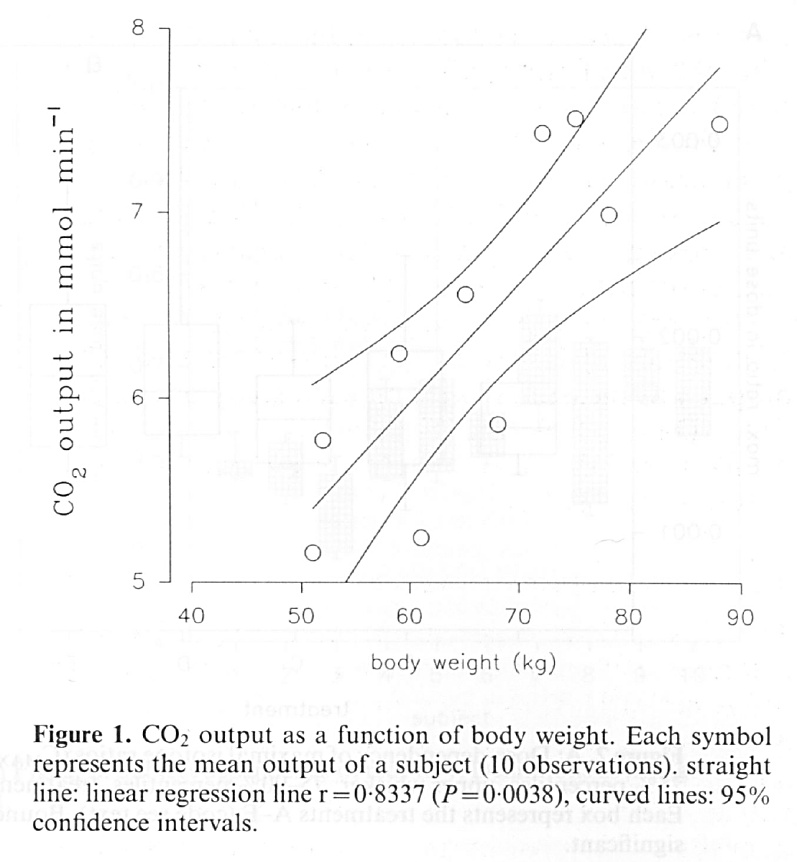 8
7
6
5
CO₂ output in mmol min⁻¹
40 50 60 70 80 90
body weight (kg)
Figure 1. CO₂ output as a function of body weight. Each symbol
represents the mean output of a subject (10 observations), straight
line: linear regression line r=0·8337 (P=0·0038), curved lines: 95%
confidence intervals.